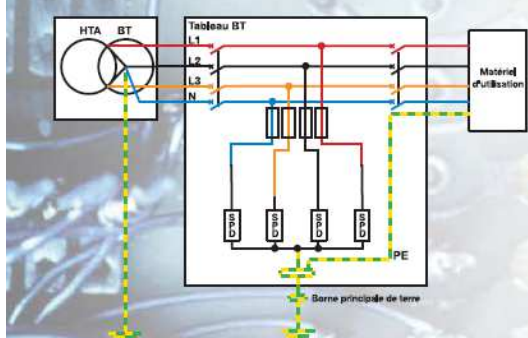 HTA BT
Tableau BT
L1
L2
L3
N
Matériel
d'utilisation
SPD
SPD
SPD
SPD
PE
Borne principale de terre